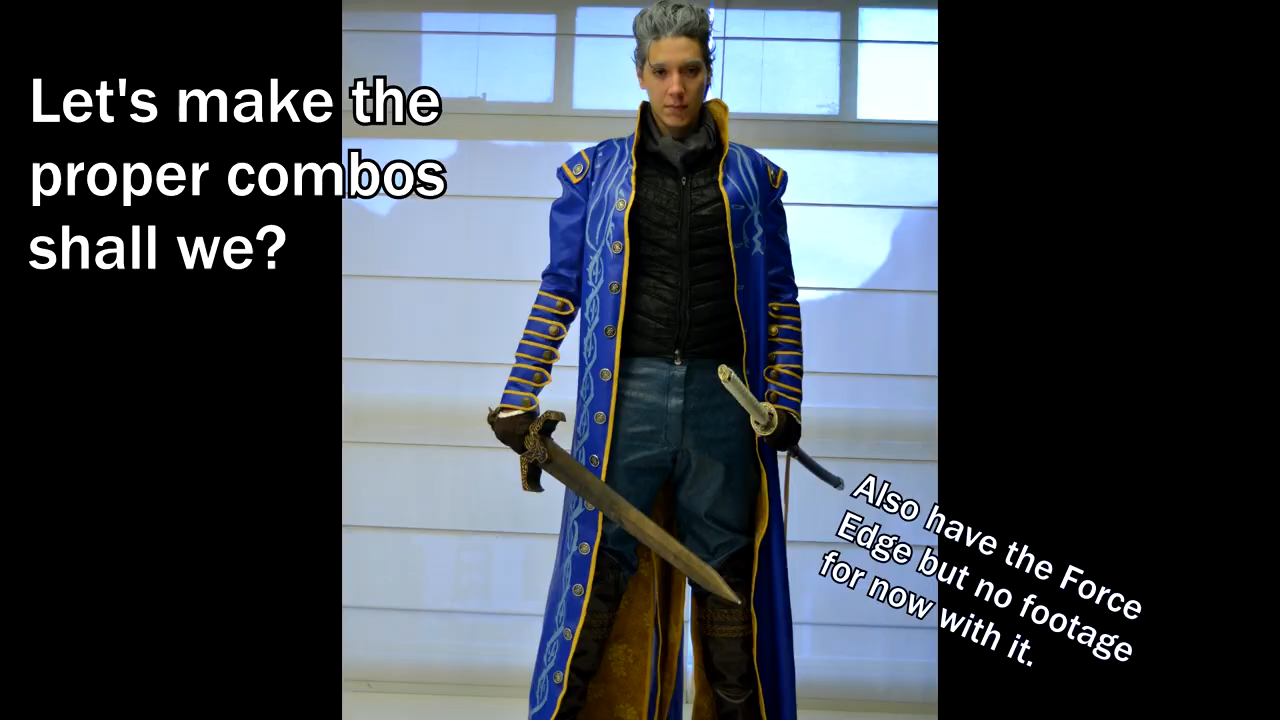 Let's make the
proper combos
shall we?
Also have the Force
Edge but no footage
for now with it.